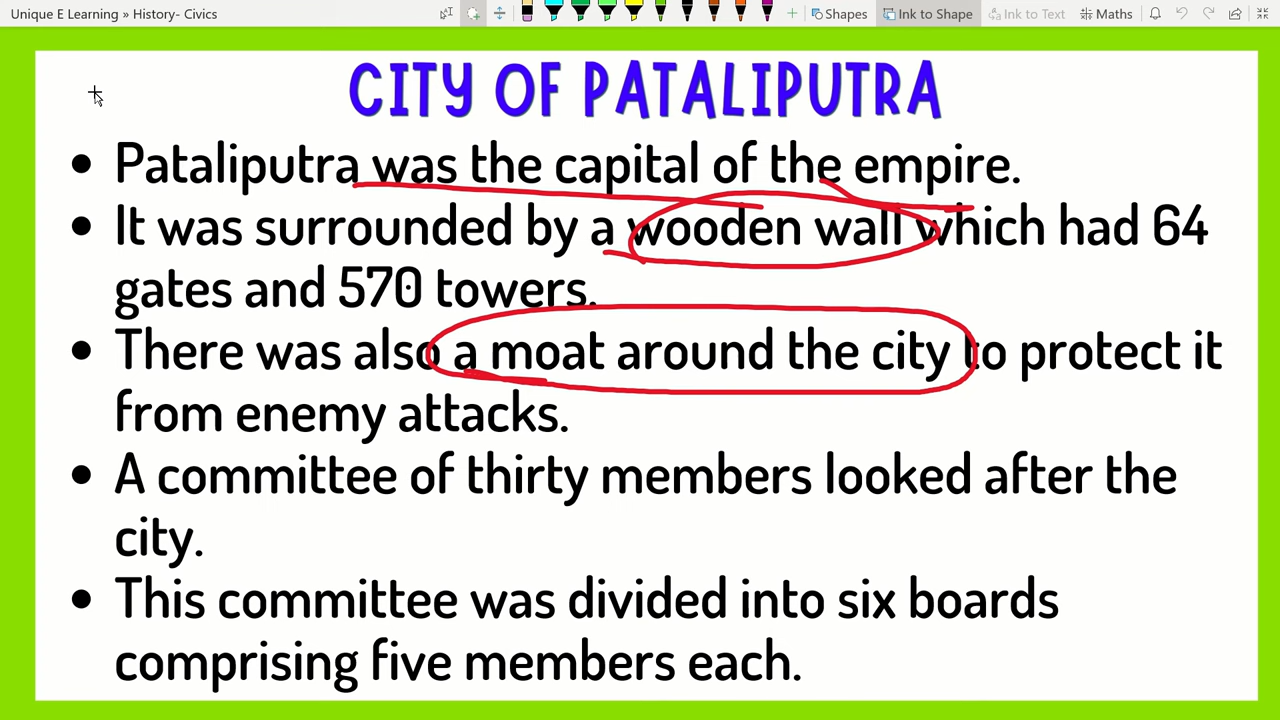 Unique E Learning » History- Civics
Shapes
Ink to Shape
Ink to Text
Maths
CITY OF PATALIPUTRA
• Pataliputra was the capital of the empire.
• It was surrounded by a wooden wall which had 64
gates and 570 towers.
• There was also a moat around the city to protect it
from enemy attacks.
• A committee of thirty members looked after the
city.
• This committee was divided into six boards
comprising five members each.